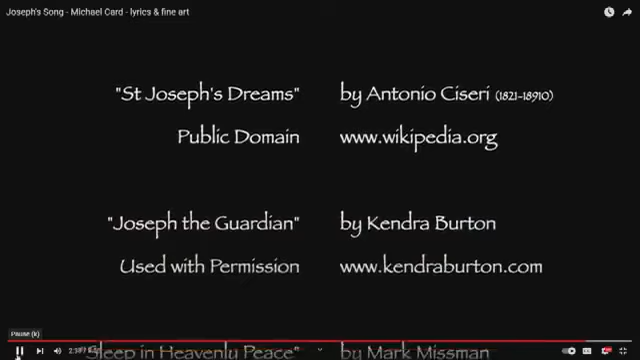 Joseph's Song - Michael Card - lyrics & fine art
"St Joseph's Dreams" by Antonio Ciseri (1821-18910)
Public Domain www.wikipedia.org
"Joseph the Guardian" by Kendra Burton
Used with Permission www.kendraburton.com
Pause (k)
"Sleep in Heavenly Peace" by Mark Missman